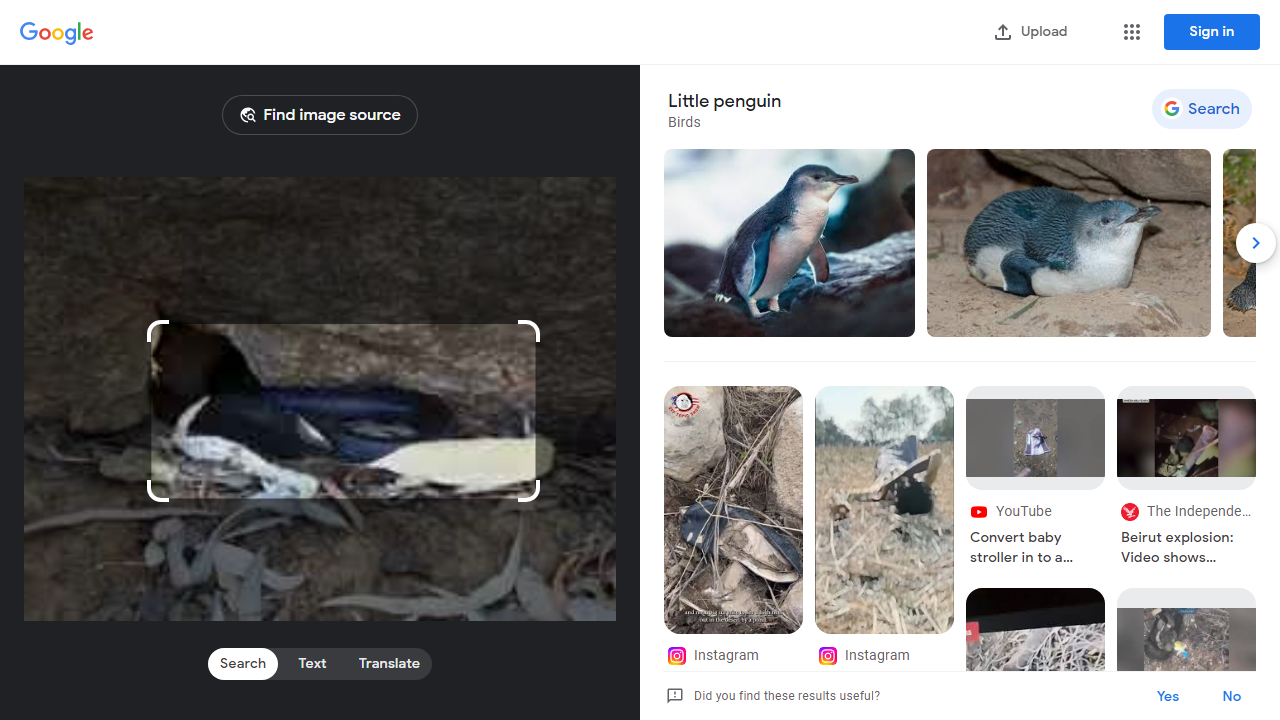 Google
Upload
Sign in
Find image source
Little penguin
Birds
Search
YouTube
Convert baby
stroller in to a...
The Independe...
Beirut explosion:
Video shows...
Instagram
Instagram
Search
Text
Translate
Did you find these results useful?
Yes
No